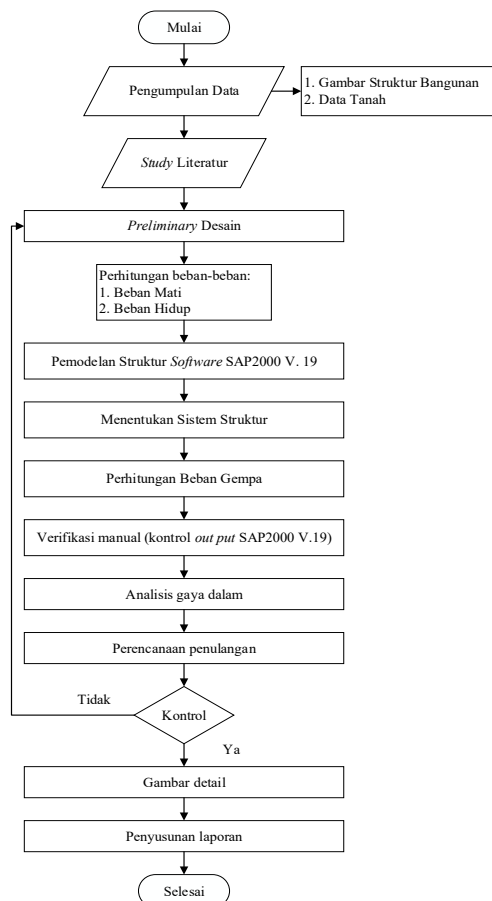 Mulai
Pengumpulan Data
1. Gambar Struktur Bangunan
2. Data Tanah
Study Literatur
Preliminary Desain
Perhitungan beban-beban:
1. Beban Mati
2. Beban Hidup
Pemodelan Struktur Software SAP2000 V. 19
Menentukan Sistem Struktur
Perhitungan Beban Gempa
Verifikasi manual (kontrol out put SAP2000 V.19)
Analisis gaya dalam
Perencanaan penulangan
Tidak
Kontrol
Ya
Gambar detail
Penyusunan laporan
Selesai